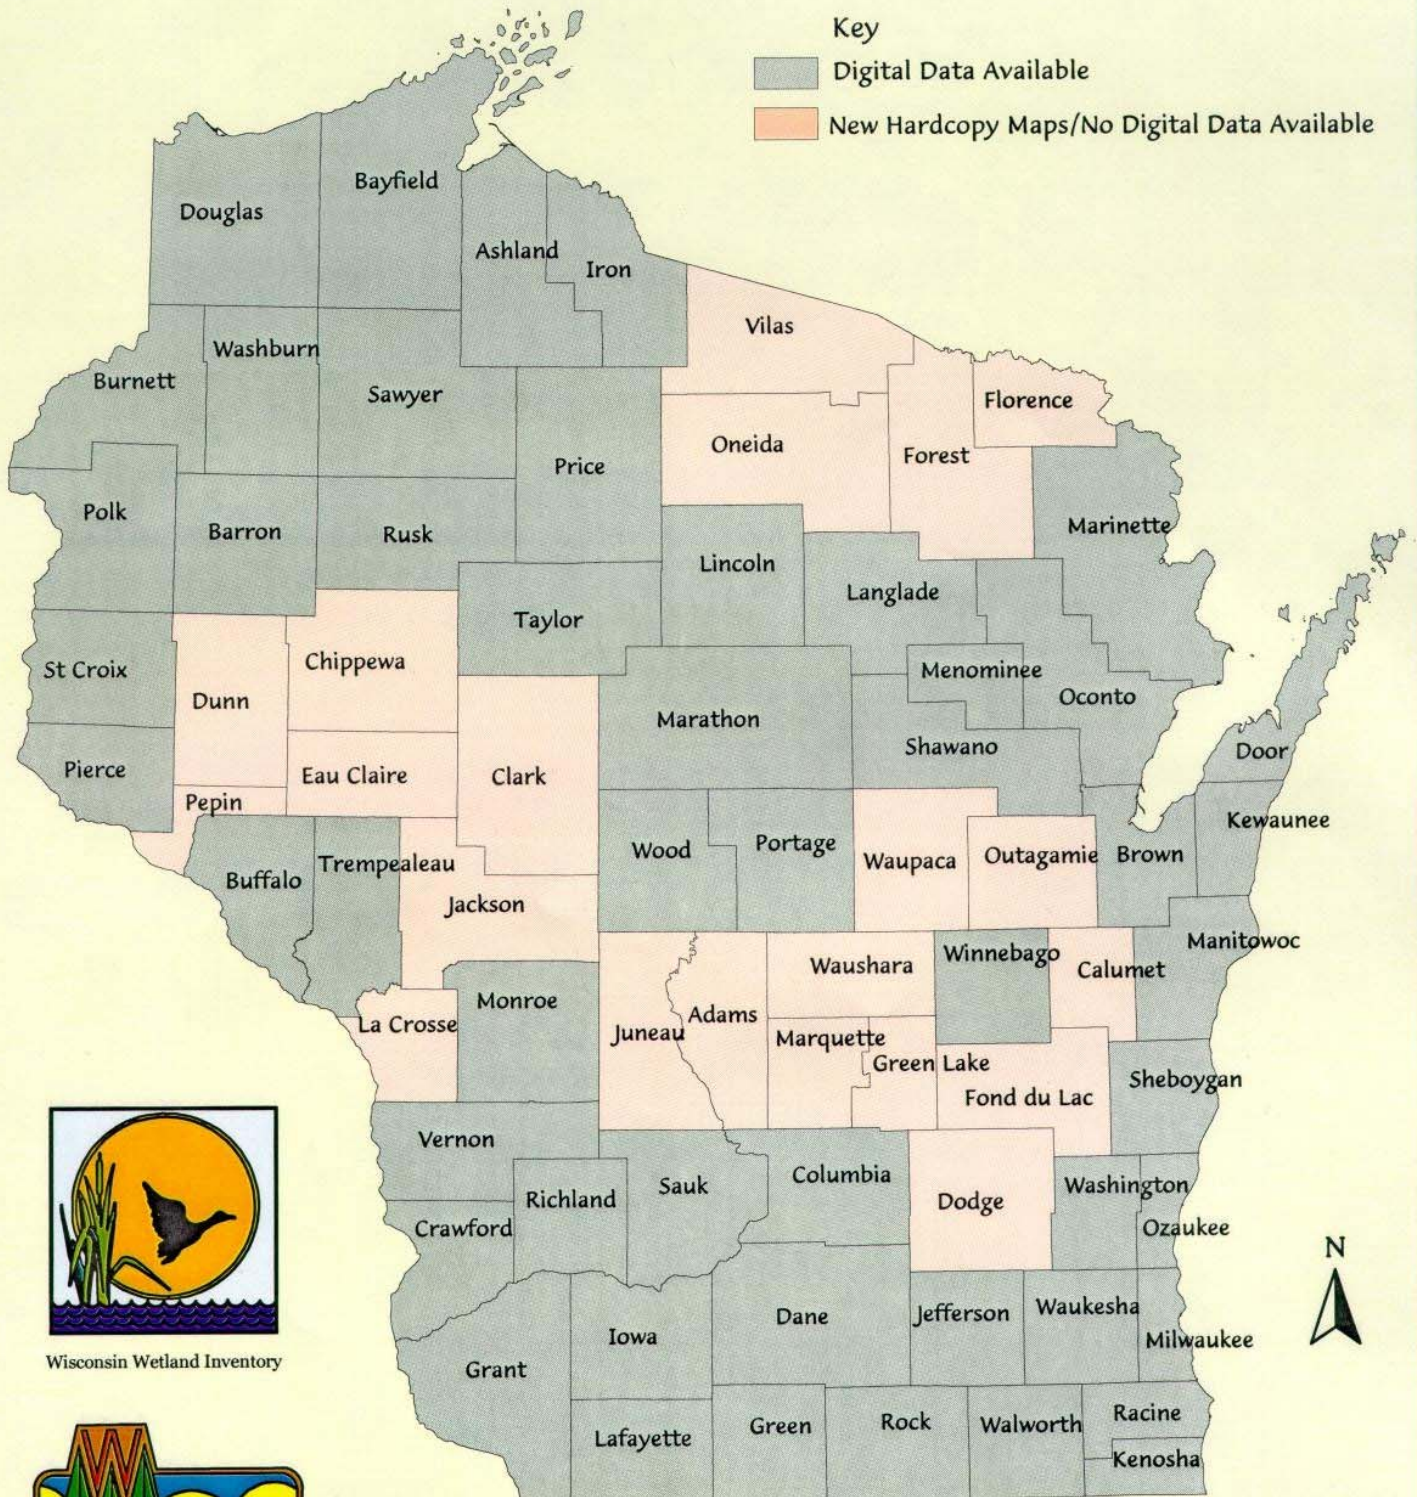 Key
Digital Data Available
New Hardcopy Maps/No Digital Data Available
Bayfield
Douglas
Ashland
Iron
Vilas
Washburn
Burnett
Sawyer
Florence
Oneida
Forest
Price
Polk
Barron
Rusk
Marinette
Lincoln
Langlade
Taylor
Chippewa
St Croix
Menominee
Dunn
Oconto
Marathon
Shawano
Door
Pierce
Eau Claire
Clark
Pepin
Kewaunee
Wood
Portage
Waupaca
Outagamie
Brown
Trempealeau
Buffalo
Jackson
Manitowoc
Winnebago
Waushara
Calumet
Monroe
Adams
La Crosse
Juneau
Marquette
Green Lake
Sheboygan
Fond du Lac
Vernon
Columbia
Sauk
Washington
Richland
Dodge
Crawford
Ozaukee
N
Waukesha
Jefferson
Dane
Iowa
Milwaukee
Wisconsin Wetland Inventory
Grant
Racine
Rock
Walworth
Green
Lafayette
Kenosha
W